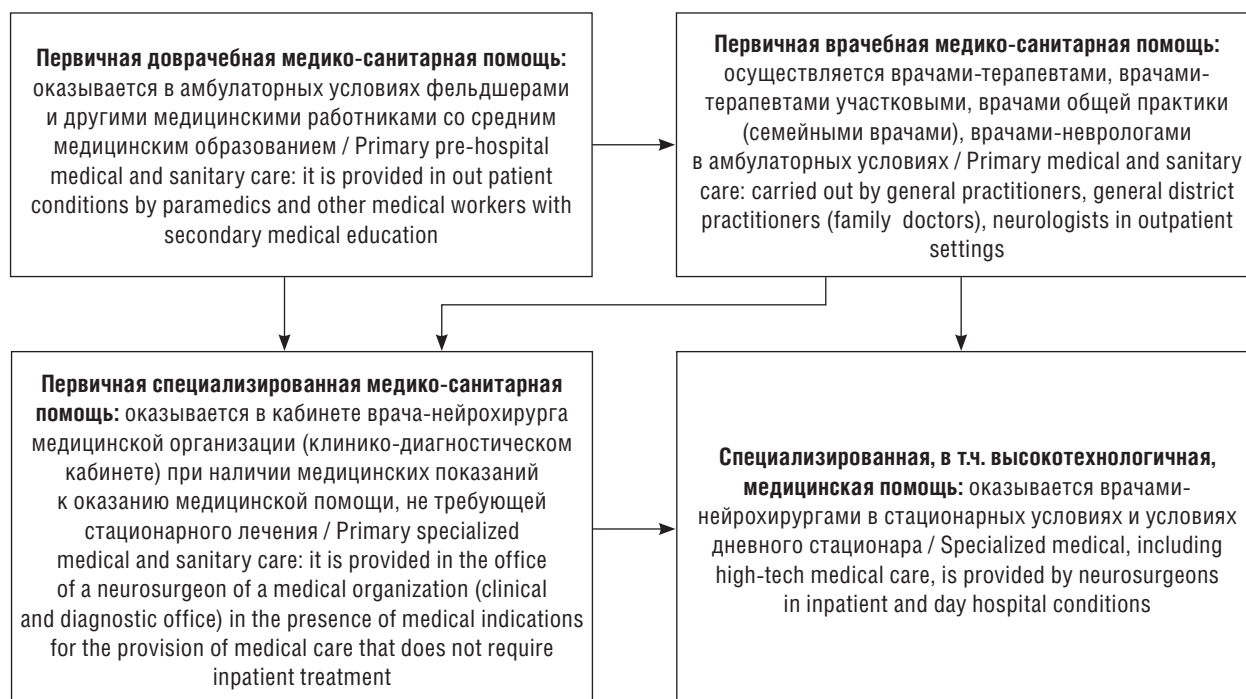 Первичная доврачебная медико-санитарная помощь:
оказывается в амбулаторных условиях фельдшерами
и другими медицинскими работниками со средним
медицинским образованием / Primary pre-hospital
medical and sanitary care: it is provided in out patient
conditions by paramedics and other medical workers with
secondary medical education
Первичная врачебная медико-санитарная помощь:
осуществляется врачами-терапевтами, врачами-
терапевтами участковыми, врачами общей практики
(семейными врачами), врачами-неврологами
в амбулаторных условиях / Primary medical and sanitary
care: carried out by general practitioners, general district
practitioners (family doctors), neurologists in outpatient
settings
Первичная специализированная медико-санитарная
помощь: оказывается в кабинете врача-нейрохирурга
медицинской организации (клинико-диагностическом
кабинете) при наличии медицинских показаний
к оказанию медицинской помощи, не требующей
стационарного лечения / Primary specialized
medical and sanitary care: it is provided in the office
of a neurosurgeon of a medical organization (clinical
and diagnostic office) in the presence of medical indications
for the provision of medical care that does not require
inpatient treatment
Специализированная, в т.ч. высокотехнологичная,
медицинская помощь: оказывается врачами-
нейрохирургами в стационарных условиях и условиях
дневного стационара / Specialized medical, including
high-tech medical care, is provided by neurosurgeons
in inpatient and day hospital conditions